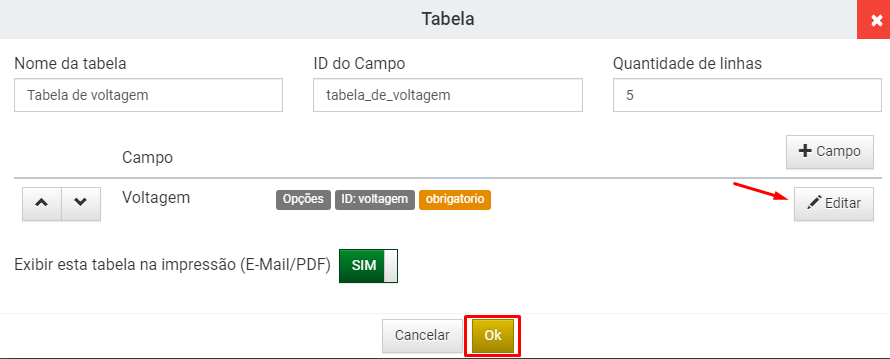 Tabela
Nome da tabela ID do Campo Quantidade de linhas
Tabela de voltagem tabela_de_voltagem 5
Campo + Campo
Voltagem Opções ID: voltagem obrigatorio Editar
Exibir esta tabela na impressão (E-Mail/PDF) SIM
Cancelar Ok